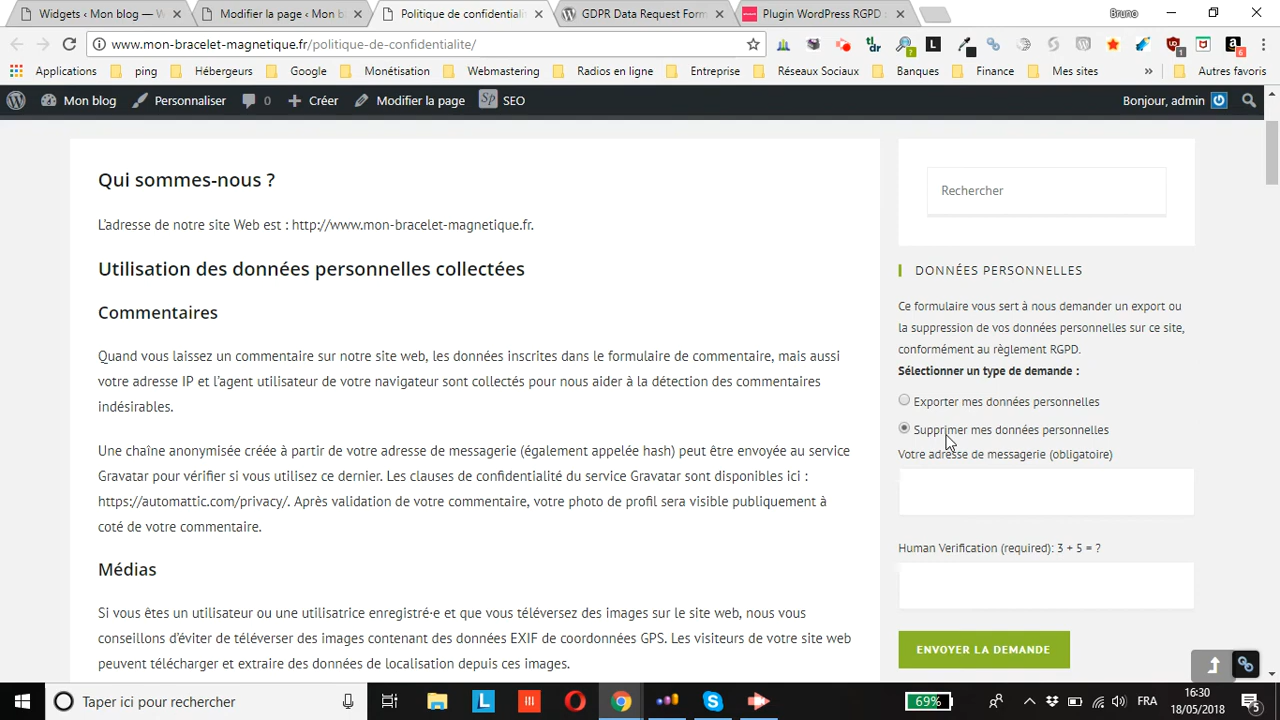 Widgets ‹ Mon blog — W
Modifier la page ‹ Mon bl
Politique de confidentiali
GDPR Data Request Form
Plugin WordPress RGPD :
Bruno
www.mon-bracelet-magnetique.fr/politique-de-confidentialite/
Applications
ping
Hébergeurs
Google
Monétisation
Webmastering
Radios en ligne
Entreprise
Réseaux Sociaux
Banques
Finance
Mes sites
»
Autres favoris
Mon blog
Personnaliser
0
Créer
Modifier la page
SEO
Bonjour, admin
Qui sommes-nous ?
L’adresse de notre site Web est : http://www.mon-bracelet-magnetique.fr.
Utilisation des données personnelles collectées
Commentaires
Quand vous laissez un commentaire sur notre site web, les données inscrites dans le formulaire de commentaire, mais aussi
votre adresse IP et l’agent utilisateur de votre navigateur sont collectés pour nous aider à la détection des commentaires
indésirables.
Une chaîne anonymisée créée à partir de votre adresse de messagerie (également appelée hash) peut être envoyée au service
Gravatar pour vérifier si vous utilisez ce dernier. Les clauses de confidentialité du service Gravatar sont disponibles ici :
https://automattic.com/privacy/. Après validation de votre commentaire, votre photo de profil sera visible publiquement à
coté de votre commentaire.
Médias
Si vous êtes un utilisateur ou une utilisatrice enregistré·e et que vous téléversez des images sur le site web, nous vous
conseillons d’éviter de téléverser des images contenant des données EXIF de coordonnées GPS. Les visiteurs de votre site web
peuvent télécharger et extraire des données de localisation depuis ces images.
Rechercher
DONNÉES PERSONNELLES
Ce formulaire vous sert à nous demander un export ou
la suppression de vos données personnelles sur ce site,
conformément au règlement RGPD.
Sélectionner un type de demande :
Exporter mes données personnelles
Supprimer mes données personnelles
Votre adresse de messagerie (obligatoire)
Human Verification (required): 3 + 5 = ?
ENVOYER LA DEMANDE
Taper ici pour rechercher
69%
FRA
16:30
18/05/2018
5